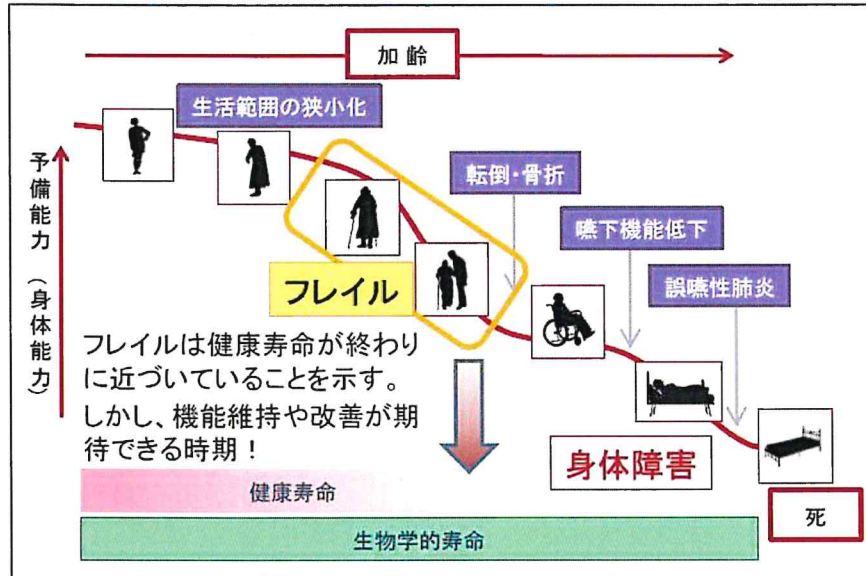 加 齢
生活範囲の狭小化
予備能力（身体能力）
転倒・骨折
嚥下機能低下
誤嚥性肺炎
フレイル
フレイルは健康寿命が終わり
に近づいていることを示す。
しかし、機能維持や改善が期
待できる時期！
身体障害
死
健康寿命
生物学的寿命